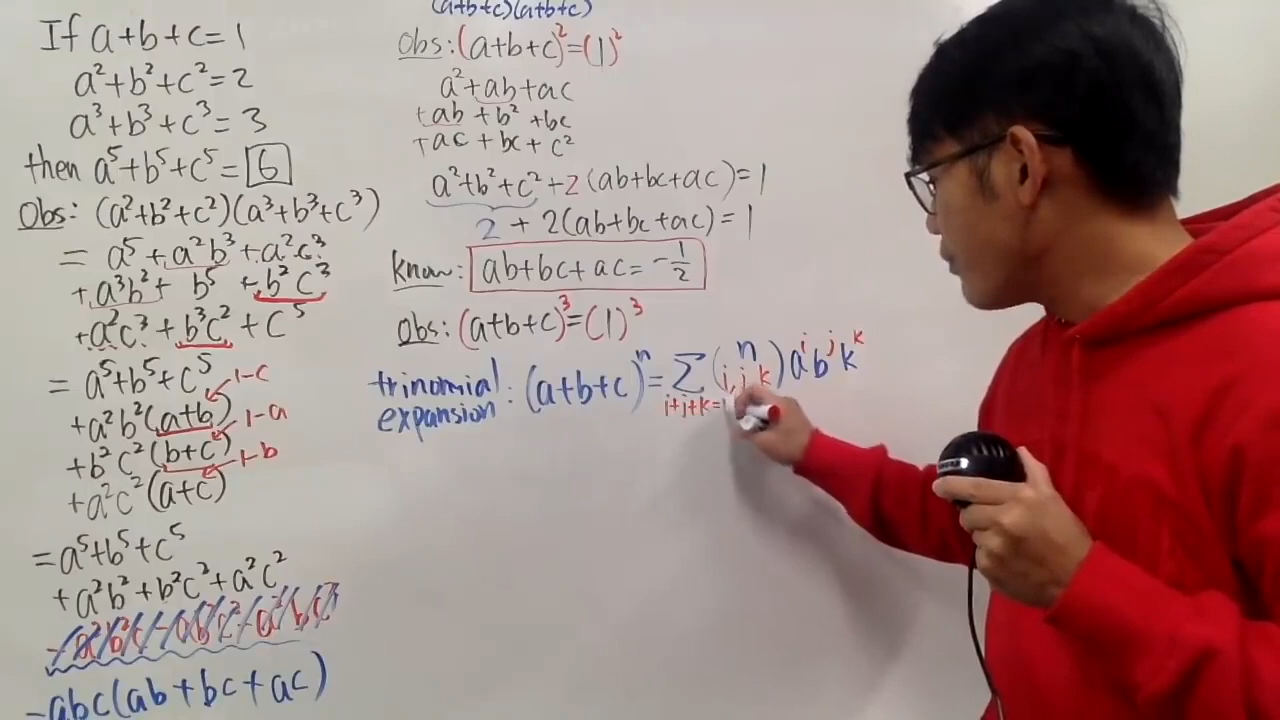 If a+b+c=1
a²+b²+c²=2
a³+b³+c³=3
then a⁵+b⁵+c⁵=6
Obs: (a²+b²+c²)(a³+b³+c³)
= a⁵+a²b³+a²c³
+a³b²+ b⁵ +b²c³
+a²c³+b³c²+c⁵
=a⁵+b⁵+c⁵
+a²b²(a+b) 1-c
+b²c²(b+c) 1-a
+a²c²(a+c) 1-b
=a⁵+b⁵+c⁵
+a²b²+b²c²+a²c²
-abc(ab+bc+ac)
(a+b+c)(a+b+c)
Obs: (a+b+c)²=(1)²
a²+ab+ac
+ab+b²+bc
+ac+bc+c²
a²+b²+c²+2(ab+bc+ac)=1
2+2(ab+bc+ac)=1
Know: ab+bc+ac=-1/2
Obs: (a+b+c)³=(1)³
trinomial expansion: (a+b+c)ⁿ=∑(n i,j,k)aⁱbʲkᵏ
i+j+k=